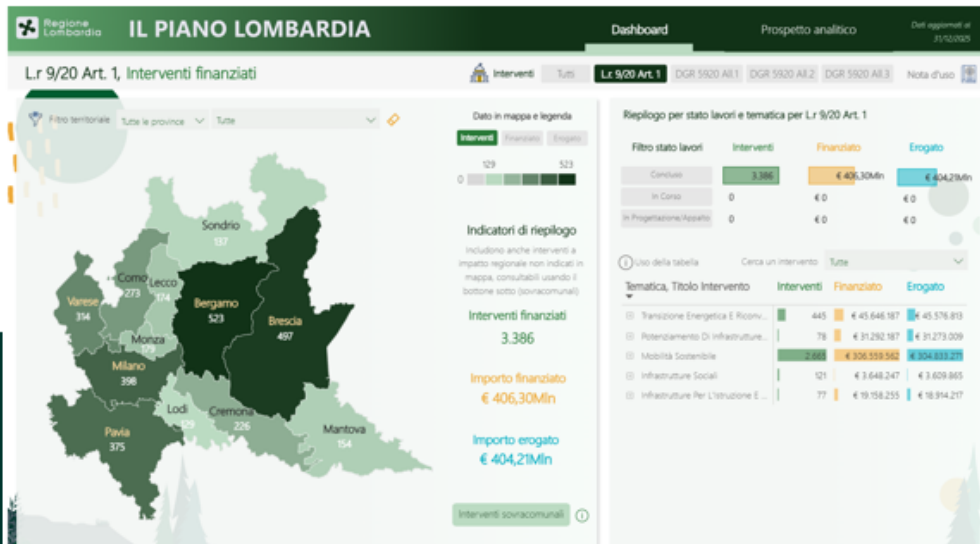 Regione
Lombardia
IL PIANO LOMBARDIA
Dashboard
Prospetto analitico
Dati aggiornati al
31/12/2025
L.r 9/20 Art. 1, Interventi finanziati
Interventi
Tutti
L.r. 9/20 Art. 1
DGR 5920 All.1
DGR 5920 All.2
DGR 5920 All.3
Nota d'uso
Filtro territoriale
Tutte le province
Tutte
Dato in mappa e legenda
Interventi
Finanziato
Erogato
129
523
0
Sondrio
137
Como
273
Lecco
174
Varese
314
Bergamo
523
Brescia
497
Monza
Milano
398
Lodi
129
Cremona
226
Pavia
375
Mantova
154
Indicatori di riepilogo
Includono anche interventi a
impatto regionale non indicati in
mappa, consultabili usando il
bottone sotto (sovracomunali)
Interventi finanziati
3.386
Importo finanziato
€ 406,30Mln
Importo erogato
€ 404,21Mln
Interventi sovracomunali
Riepilogo per stato lavori e tematica per L.r 9/20 Art. 1
Filtro stato lavori Interventi Finanziato Erogato
Concluso 3.386 € 406,30Mln € 404,21Mln
In Corso 0 € 0 € 0
In Progettazione/Appalto 0 € 0 € 0
Uso della tabella
Cerca un intervento
Tutte
Tematica, Titolo Intervento Interventi Finanziato Erogato
Transizione Energetica E Riconv... 445 € 45.646.187 € 45.576.813
Potenziamento Di Infrastrutture... 78 € 31.292.187 € 31.273.009
Mobilità Sostenibile 2.665 € 306.559.562 € 304.833.271
Infrastrutture Sociali 121 € 3.648.247 € 3.609.865
Infrastrutture Per L'Istruzione E ... 77 € 19.158.255 € 18.914.217